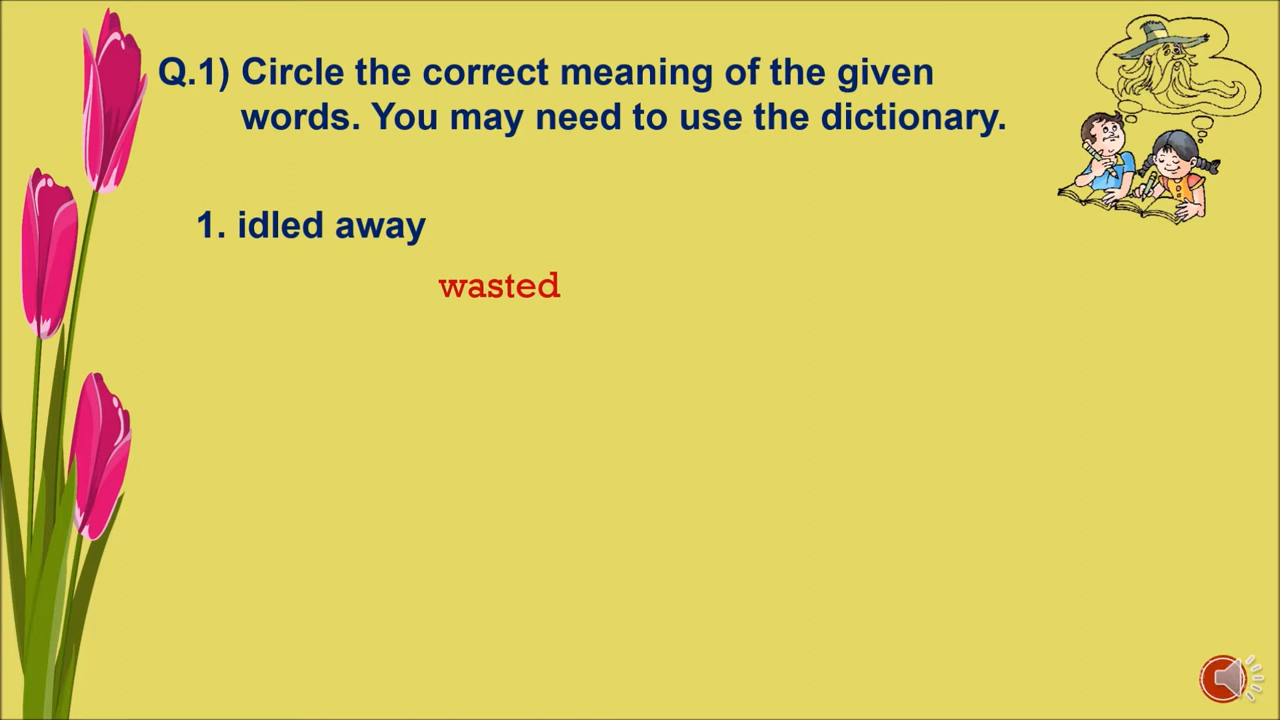 Q.1) Circle the correct meaning of the given
words. You may need to use the dictionary.
1. idled away
wasted